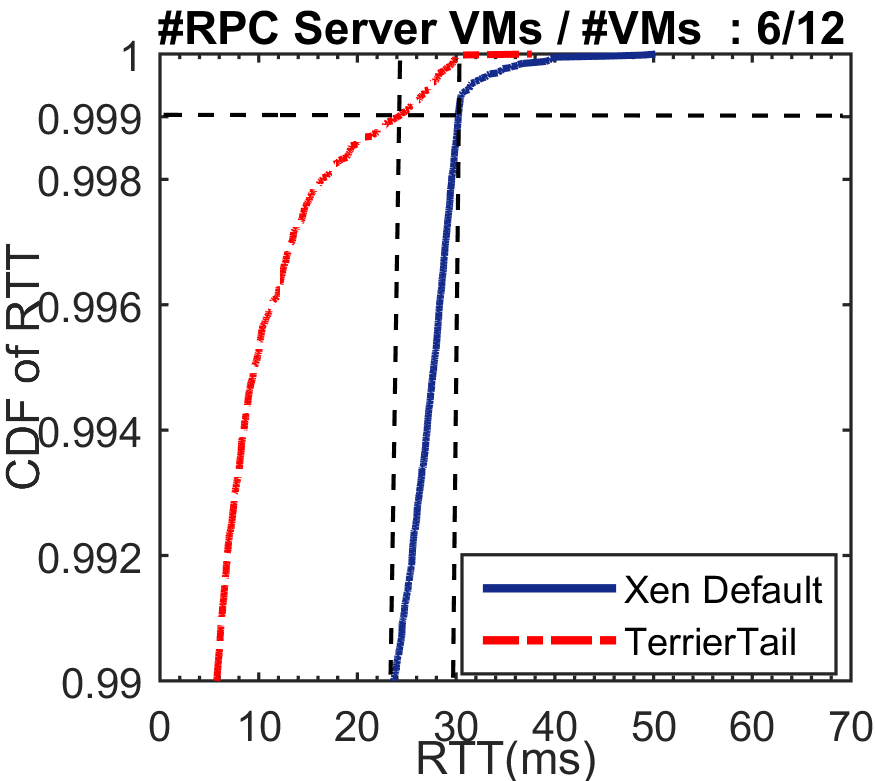 #RPC Server VMs / #VMs : 6/12
1
0.999
0.998
0.996
0.994
0.992
0.99
CDF of RTT
Xen Default
TerrierTail
0 10 20 30 40 50 60 70
RTT(ms)